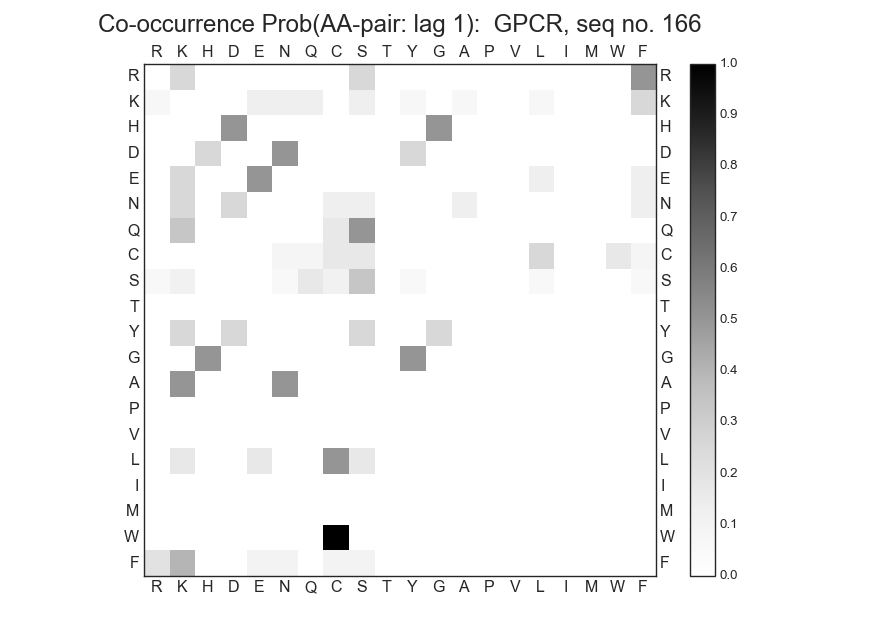 Co-occurrence Prob(AA-pair: lag 1):  GPCR, seq no. 166
R K H D E N Q C S T Y G A P V L I M W F
R R 1.0
K K 0.9
H H
D D 0.8
E E
N N 0.7
Q Q
C C 0.6
S S
T T 0.5
Y Y
G G 0.4
A A
P P 0.3
V V
L L 0.2
I I
M M 0.1
W W
F F 0.0
R K H D E N Q C S T Y G A P V L I M W F